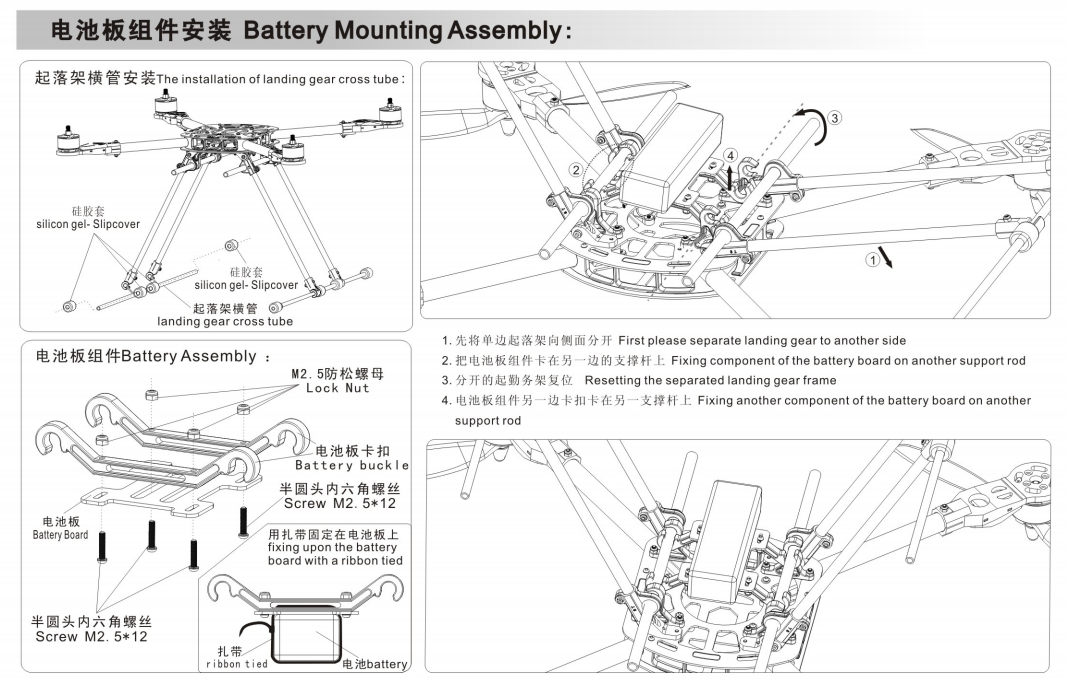 电池板组件安装 Battery Mounting Assembly:
起落架横管安装The installation of landing gear cross tube:
硅胶套
silicon gel- Slipcover
硅胶套
silicon gel- Slipcover
起落架横管
landing gear cross tube
③
④
②
①
1. 先将单边起落架向侧面分开 First please separate landing gear to another side
2. 把电池板组件卡在另一边的支撑杆上 Fixing component of the battery board on another support rod
3. 分开的起勤务架复位 Resetting the separated landing gear frame
4. 电池板组件另一边卡扣卡在另一支撑杆上 Fixing another component of the battery board on another
support rod
电池板组件Battery Assembly :
M2.5防松螺母
Lock Nut
电池板卡扣
Battery buckle
半圆头内六角螺丝
Screw M2.5*12
电池板
Battery Board
用扎带固定在电池板上
fixing upon the battery
board with a ribbon tied
半圆头内六角螺丝
Screw M2.5*12
扎带
ribbon tied
电池battery